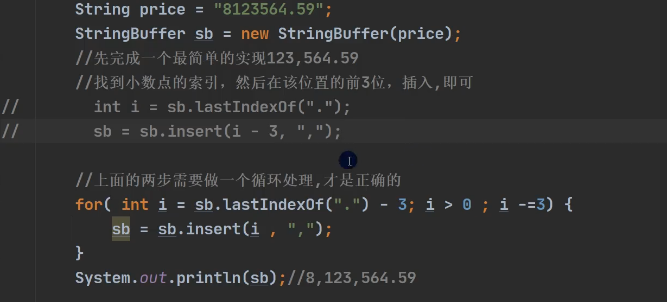 String price = "8123564.59";
StringBuffer sb = new StringBuffer(price);
//先完成一个最简单的实现123,564.59
//找到小数点的索引，然后在该位置的前3位，插入,即可
// int i = sb.lastIndexOf(".");
// sb = sb.insert(i - 3, ",");
//上面的两步需要做一个循环处理,才是正确的
for( int i = sb.lastIndexOf(".") - 3; i > 0 ; i -=3) {
sb = sb.insert(i , ",");
}
System.out.println(sb);//8,123,564.59